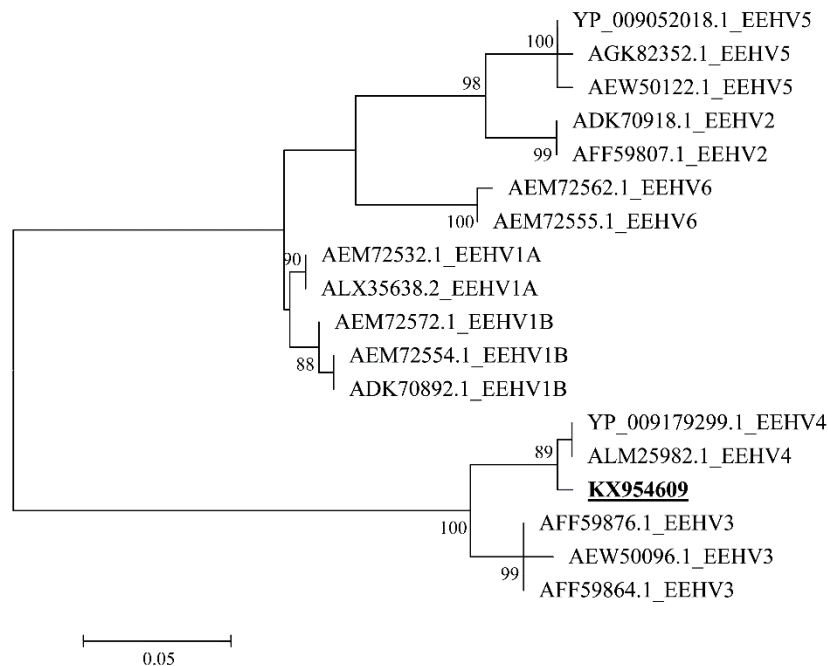 YP_009052018.1_EEHV5
100
AGK82352.1_EEHV5
AEW50122.1_EEHV5
98
ADK70918.1_EEHV2
99
AFF59807.1_EEHV2
AEM72562.1_EEHV6
100
AEM72555.1_EEHV6
AEM72532.1_EEHV1A
90
ALX35638.2_EEHV1A
AEM72572.1_EEHV1B
AEM72554.1_EEHV1B
88
ADK70892.1_EEHV1B
YP_009179299.1_EEHV4
89
ALM25982.1_EEHV4
KX954609
100
AFF59876.1_EEHV3
AEW50096.1_EEHV3
99
AFF59864.1_EEHV3
0.05